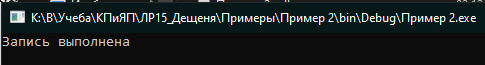 K:\В\Учеба\КПиЯП\ЛР15_Дещеня\Примеры\Пример 2\bin\Debug\Пример 2.exe
Запись выполнена